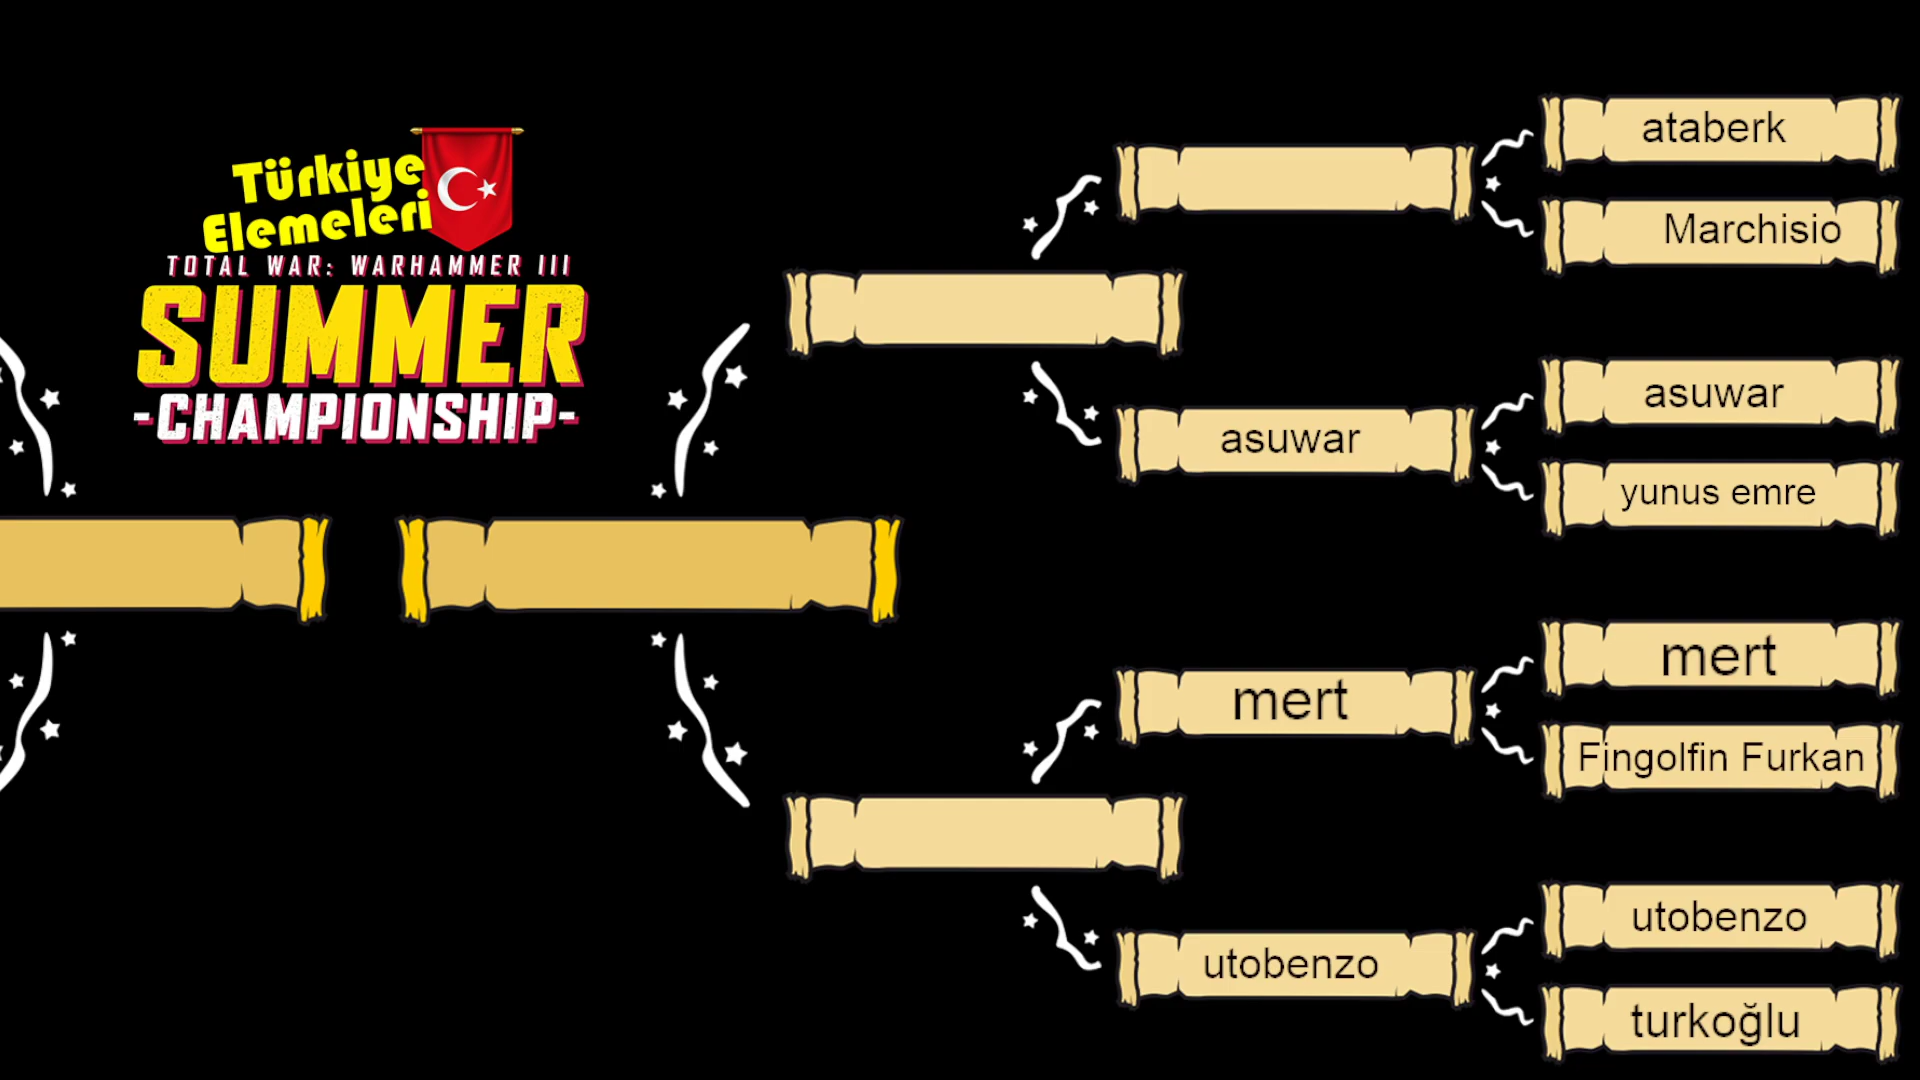 Türkiye
Elemeleri
TOTAL WAR: WARHAMMER III
SUMMER
-CHAMPIONSHIP-
ataberk
Marchisio
asuwar
asuwar
yunus emre
mert
mert
Fingolfin Furkan
utobenzo
utobenzo
turkoğlu